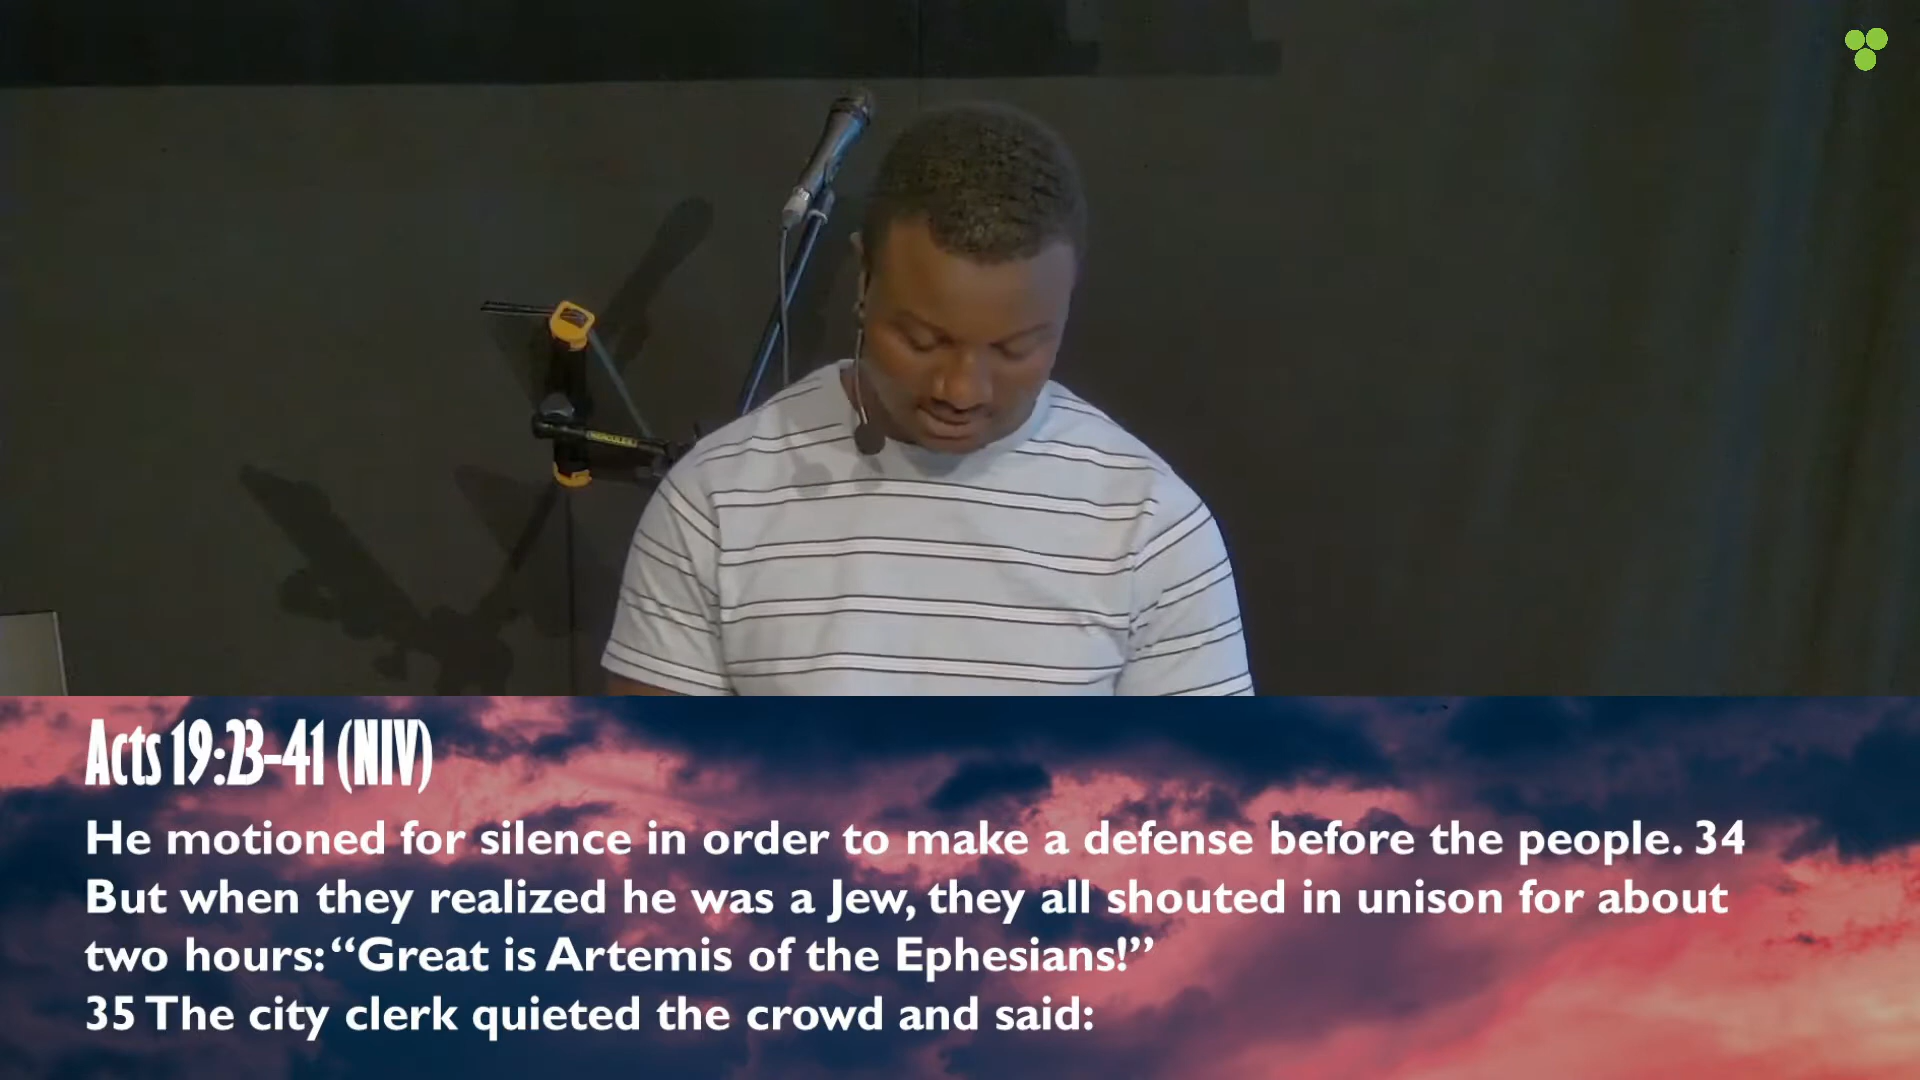 HERCULES
Acts 19:23-41 (NIV)
He motioned for silence in order to make a defense before the people. 34
But when they realized he was a Jew, they all shouted in unison for about
two hours: “Great is Artemis of the Ephesians!”
35 The city clerk quieted the crowd and said: